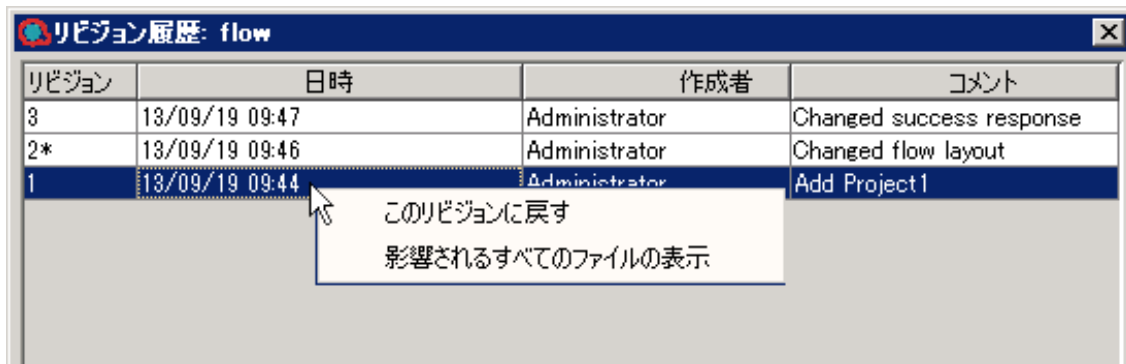 リビジョン履歴: flow
リビジョン 日時 作成者 コメント
3 13/09/19 09:47 Administrator Changed success response
2* 13/09/19 09:46 Administrator Changed flow layout
1 13/09/19 09:44 Administrator Add Project1
このリビジョンに戻す
影響されるすべてのファイルの表示